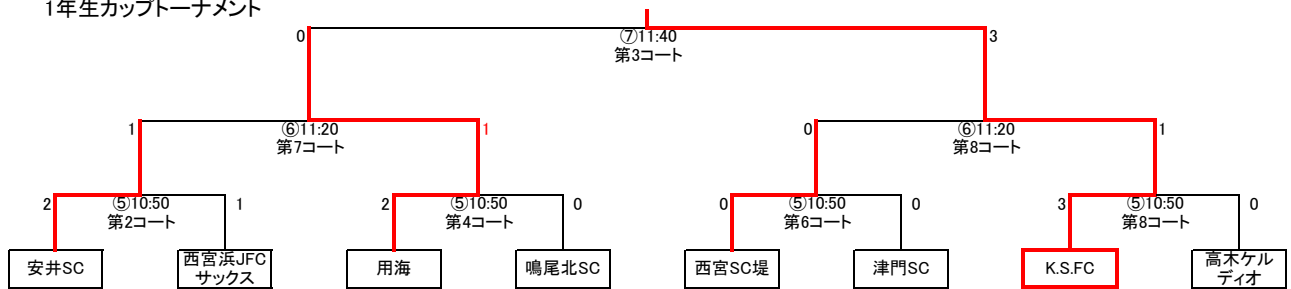 1年生カップトーナメント
0 ⑦11:40 3
第3コート
1 ⑥11:20 1 0 ⑥11:20 1
第7コート 第8コート
2 ⑤10:50 1 2 ⑤10:50 0 0 ⑤10:50 0 3 ⑤10:50 0
第2コート 第4コート 第6コート 第8コート
安井SC
西宮浜JFC
サックス
用海
鳴尾北SC
西宮SC堤
津門SC
K.S.FC
高木ケル
ディオ